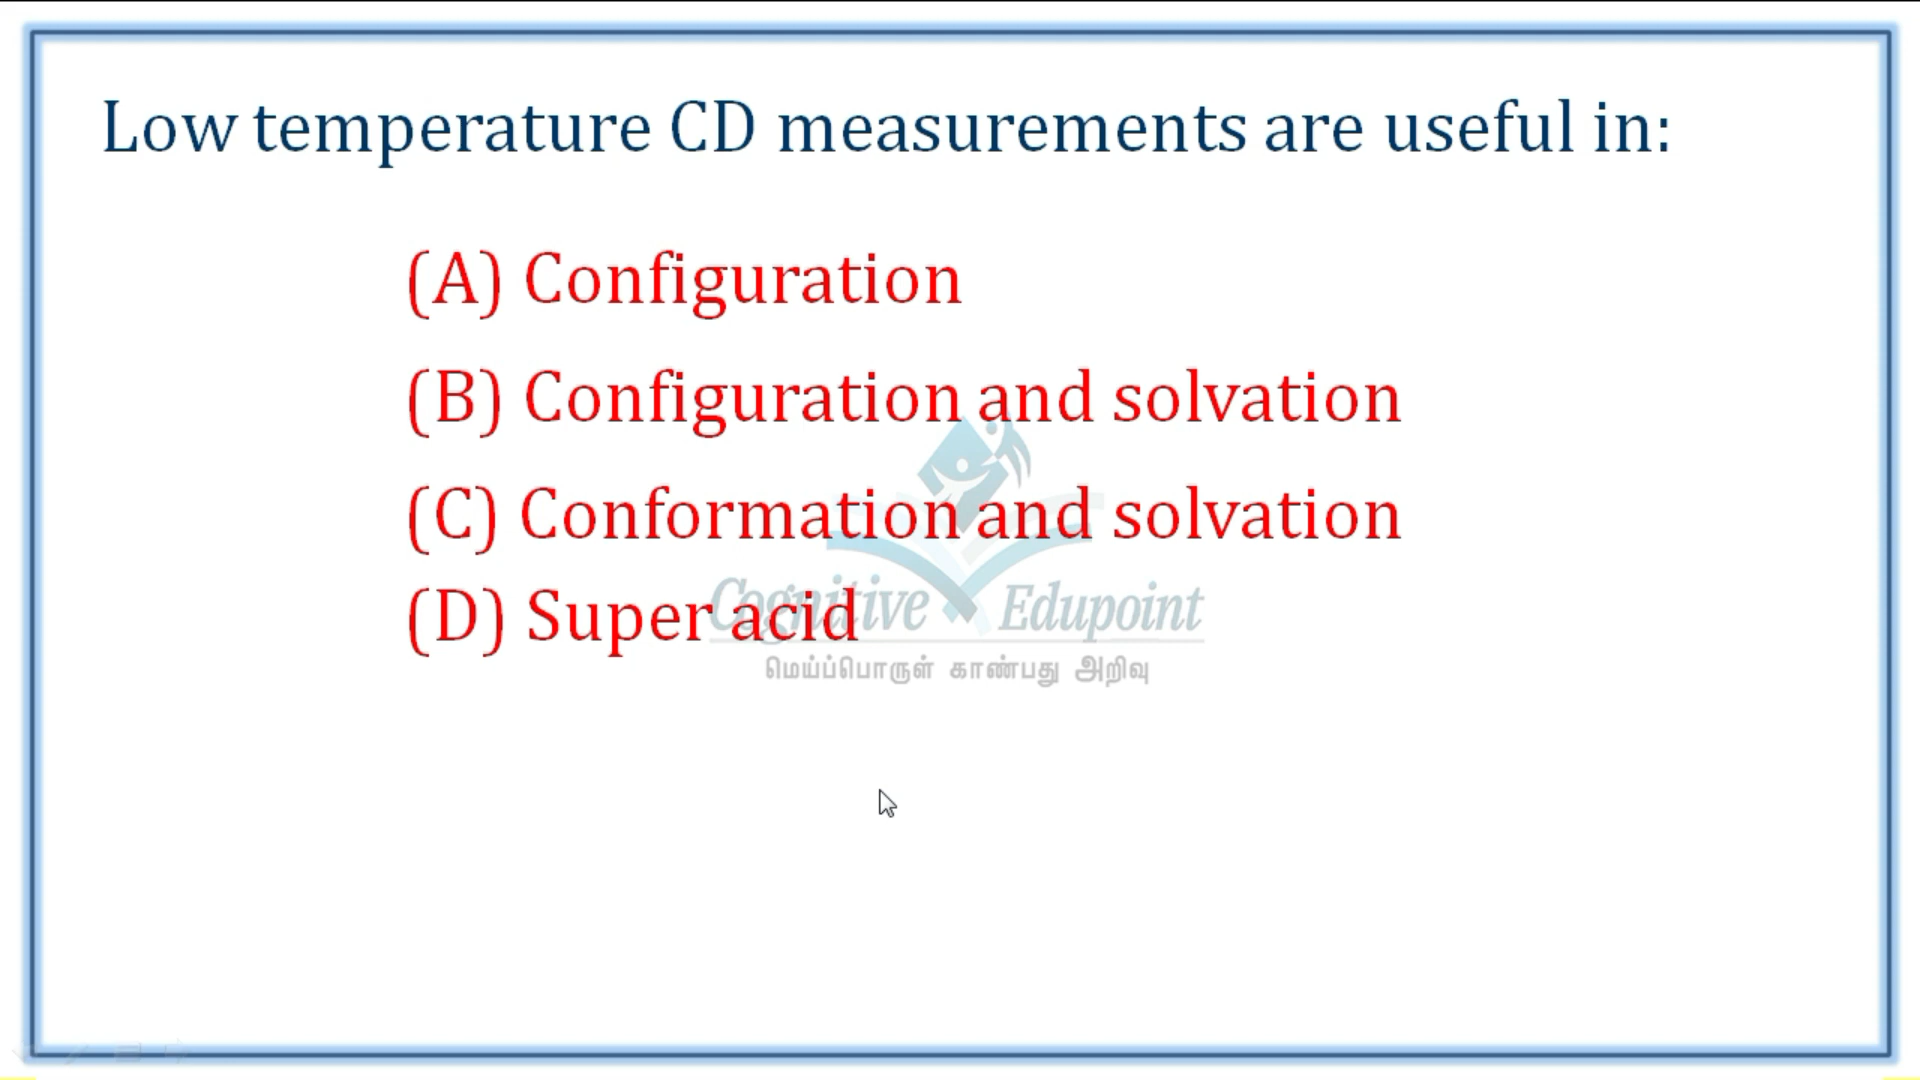 Low temperature CD measurements are useful in:
(A) Configuration
(B) Configuration and solvation
(C) Conformation and solvation
(D) Super acid
Cognitive Edupoint
மெய்ப்பொருள் காண்பது அறிவு